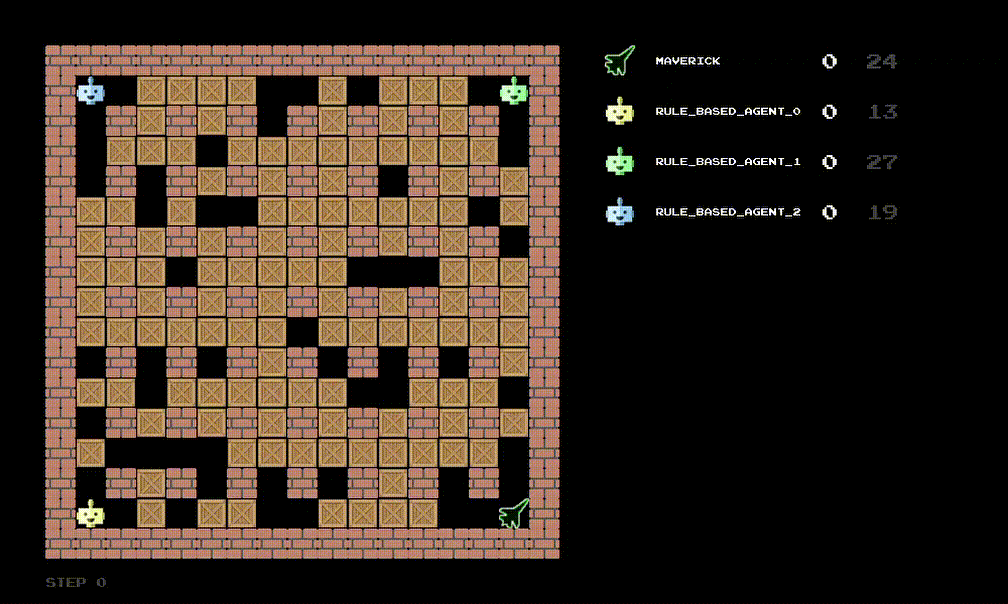 MAVERICK 0 24
RULE_BASED_AGENT_0 0 13
RULE_BASED_AGENT_1 0 27
RULE_BASED_AGENT_2 0 19
STEP 0